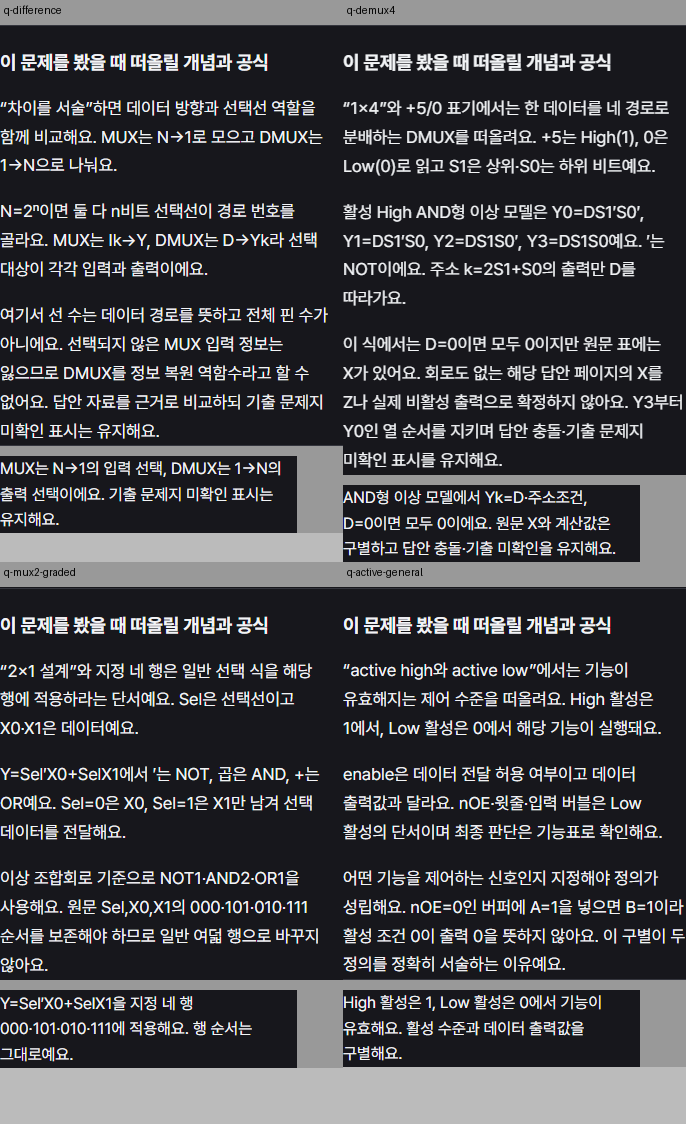 q-difference
이 문제를 봤을 때 떠올릴 개념과 공식
“차이를 서술”하면 데이터 방향과 선택선 역할을
함께 비교해요. MUX는 N→1로 모으고 DMUX는
1→N으로 나눠요.
N=2ⁿ이면 둘 다 n비트 선택선이 경로 번호를
골라요. MUX는 Ik→Y, DMUX는 D→Yk라 선택
대상이 각각 입력과 출력이에요.
여기서 선 수는 데이터 경로를 뜻하고 전체 핀 수가
아니에요. 선택되지 않은 MUX 입력 정보는
잃으므로 DMUX를 정보 복원 역함수라고 할 수
없어요. 답안 자료를 근거로 비교하되 기출 문제지
미확인 표시는 유지해요.
MUX는 N→1의 입력 선택, DMUX는 1→N의
출력 선택이에요. 기출 문제지 미확인 표시는
유지해요.
q-demux4
이 문제를 봤을 때 떠올릴 개념과 공식
“1×4”와 +5/0 표기에서는 한 데이터를 네 경로로
분배하는 DMUX를 떠올려요. +5는 High(1), 0은
Low(0)로 읽고 S1은 상위·S0는 하위 비트예요.
활성 High AND형 이상 모델은 Y0=DS1′S0′,
Y1=DS1′S0, Y2=DS1S0′, Y3=DS1S0예요. ′는
NOT이에요. 주소 k=2S1+S0의 출력만 D를
따라가요.
이 식에서는 D=0이면 모두 0이지만 원문 표에는
X가 있어요. 회로도 없는 해당 답안 페이지의 X를
Z나 실제 비활성 출력으로 확정하지 않아요. Y3부터
Y0인 열 순서를 지키며 답안 충돌·기출 문제지
미확인 표시를 유지해요.
AND형 이상 모델에서 Yk=D·주소조건,
D=0이면 모두 0이에요. 원문 X와 계산값은
구별하고 답안 충돌·기출 미확인을 유지해요.
q-mux2-graded
이 문제를 봤을 때 떠올릴 개념과 공식
“2×1 설계”와 지정 네 행은 일반 선택 식을 해당
행에 적용하라는 단서예요. Sel은 선택선이고
X0·X1은 데이터예요.
Y=Sel′X0+SelX1에서 ′는 NOT, 곱은 AND, +는
OR예요. Sel=0은 X0, Sel=1은 X1만 남겨 선택
데이터를 전달해요.
이상 조합회로 기준으로 NOT1·AND2·OR1을
사용해요. 원문 Sel,X0,X1의 000·101·010·111
순서를 보존해야 하므로 일반 여덟 행으로 바꾸지
않아요.
Y=Sel′X0+SelX1을 지정 네 행
000·101·010·111에 적용해요. 행 순서는
그대로예요.
q-active-general
이 문제를 봤을 때 떠올릴 개념과 공식
“active high와 active low”에서는 기능이
유효해지는 제어 수준을 떠올려요. High 활성은
1에서, Low 활성은 0에서 해당 기능이 실행돼요.
enable은 데이터 전달 허용 여부이고 데이터
출력값과 달라요. nOE·윗줄·입력 버블은 Low
활성의 단서이며 최종 판단은 기능표로 확인해요.
어떤 기능을 제어하는 신호인지 지정해야 정의가
성립해요. nOE=0인 버퍼에 A=1을 넣으면 B=1이라
활성 조건 0이 출력 0을 뜻하지 않아요. 이 구별이 두
정의를 정확히 서술하는 이유예요.
High 활성은 1, Low 활성은 0에서 기능이
유효해요. 활성 수준과 데이터 출력값을
구별해요.